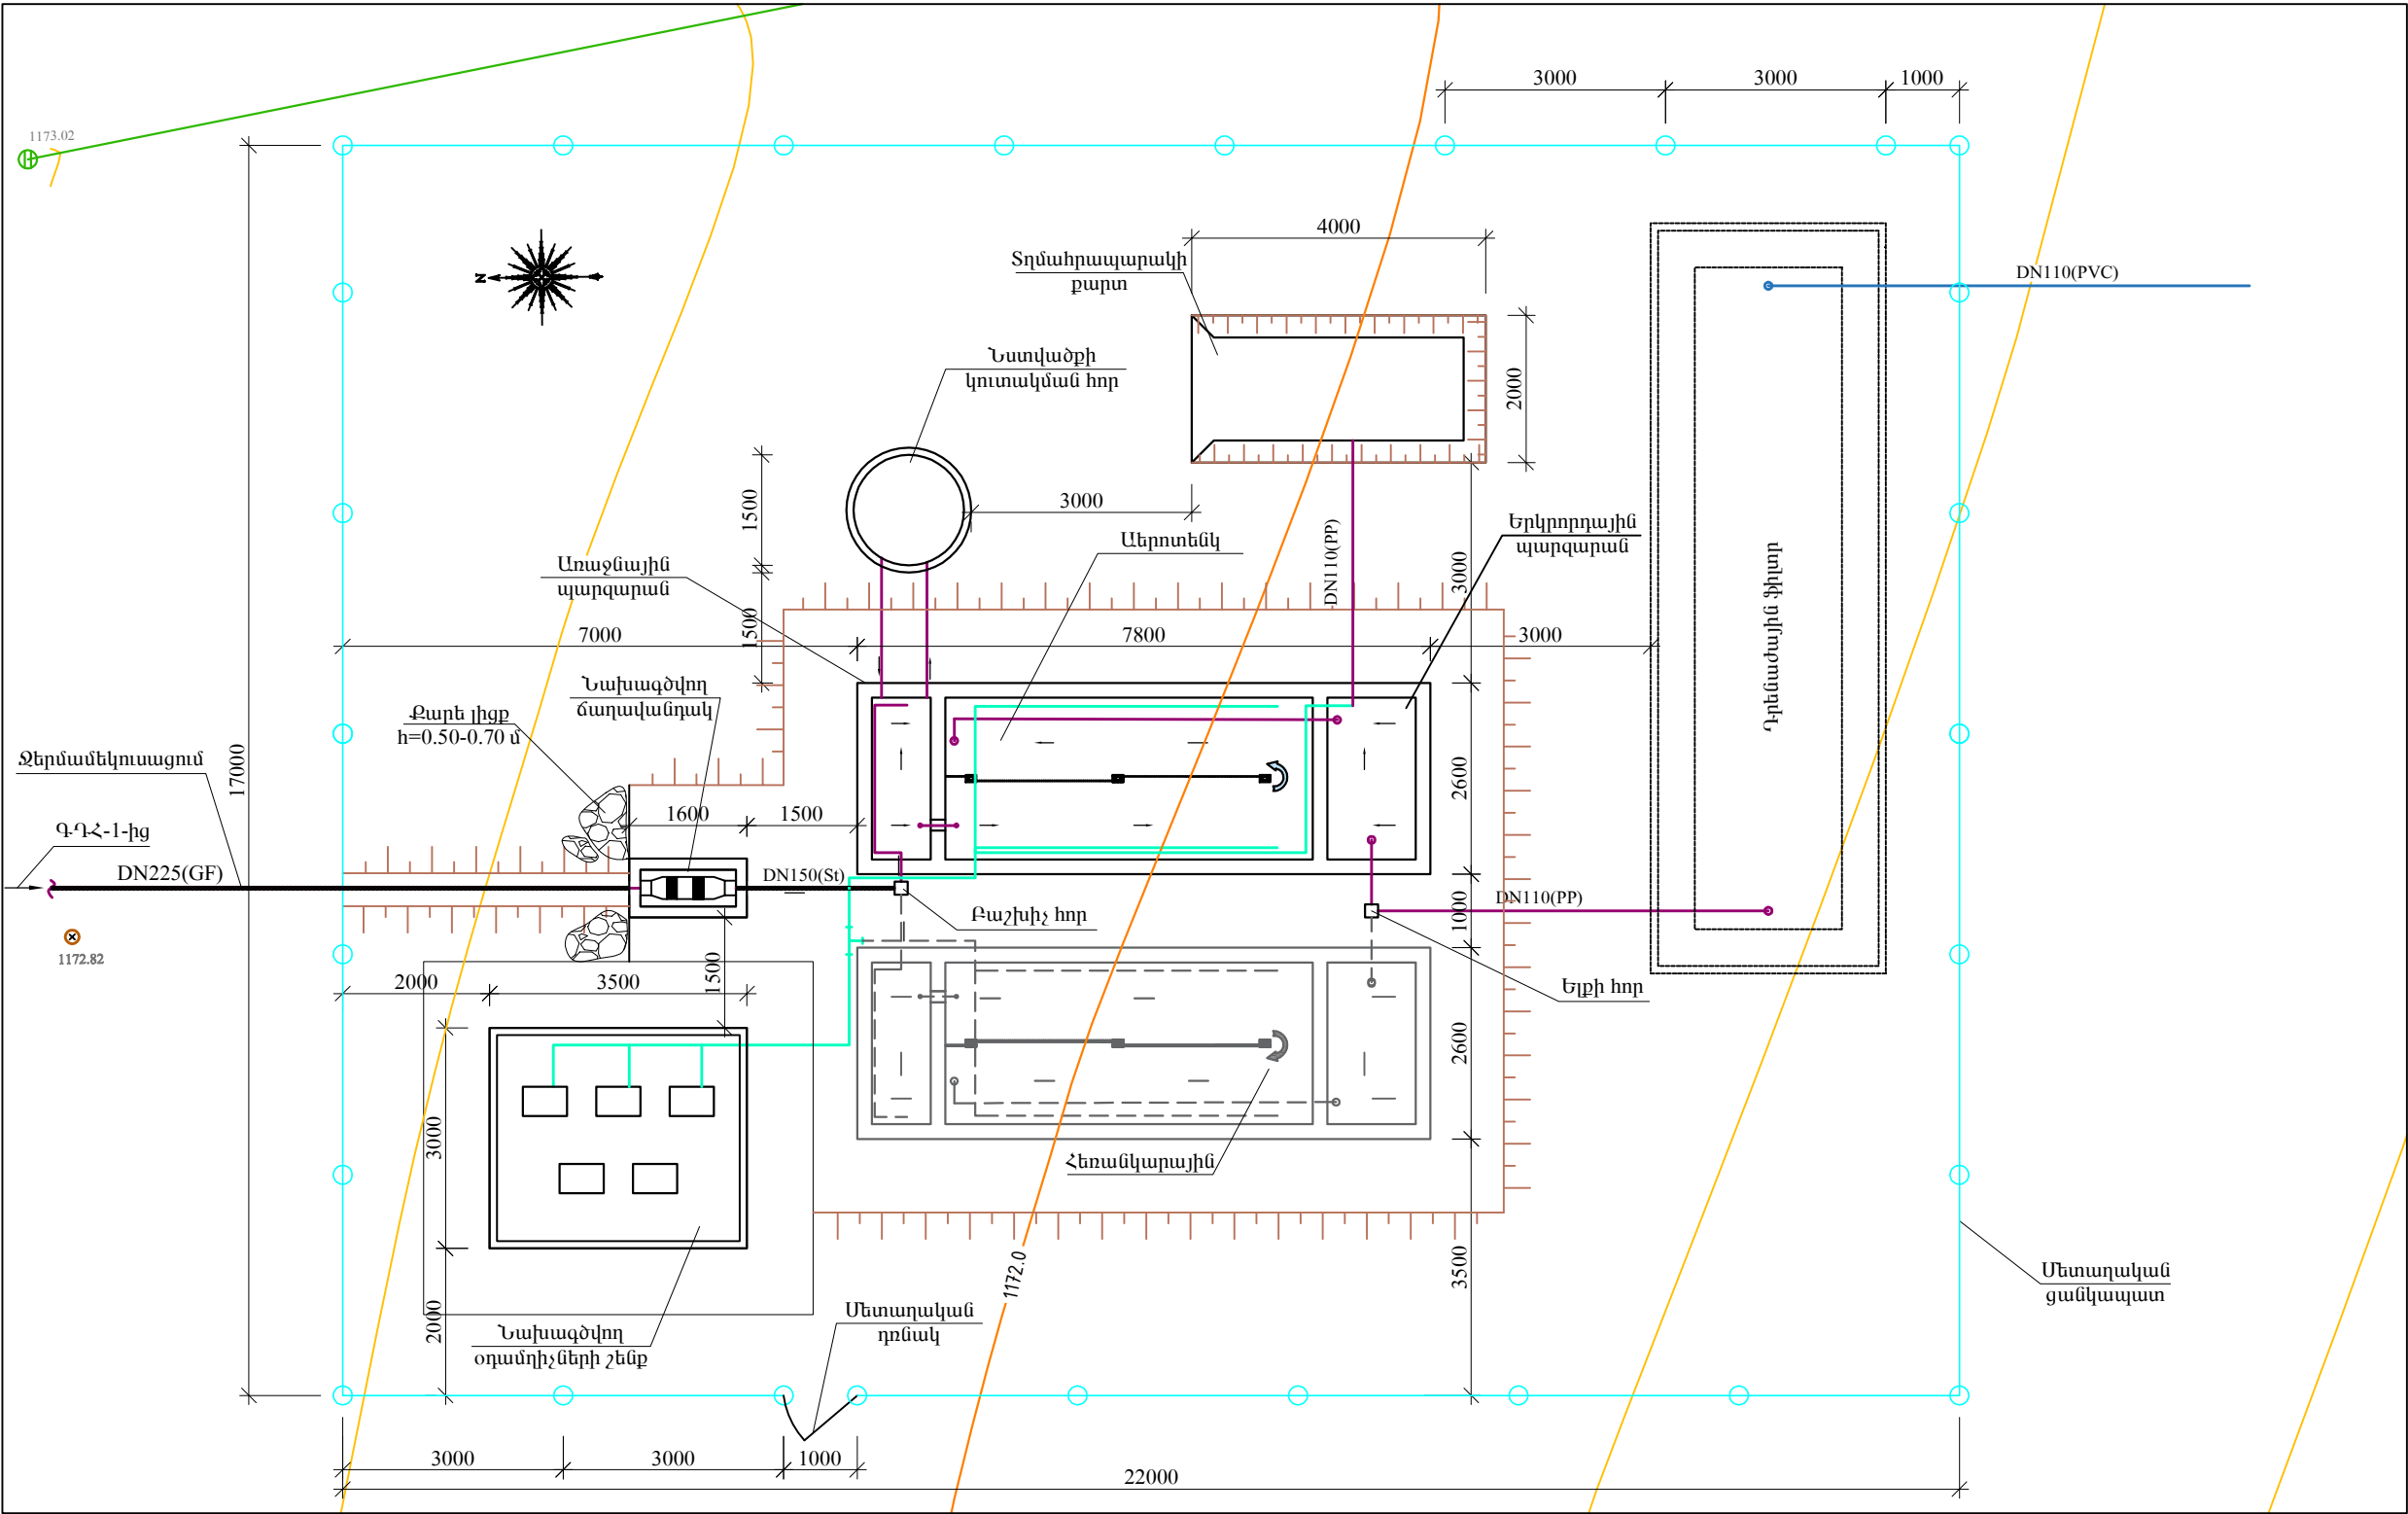 3000
3000
1000
1173.02
4000
Տղմահրապարակի
քարտ
DN110(PVC)
N
Նստվածքի
կուտակման հոր
2000
1500
3000
Երկրորդային
պարզարան
Աերոտենկ
DN110(PP)
Առաջնային
պարզարան
3000
1500
7000
7800
3000
Դրենաժային ֆիլտր
Նախագծվող
ճաղավանդակ
Քարե լիցք
h=0.50-0.70 մ
Ջերմամեկուսացում
17000
2600
1600
1500
ԳԴՀ-1-ից
DN225(GF)
DN150(St)
DN110(PP)
1000
Բաշխիչ հոր
1172.82
2000
3500
1500
Ելքի հոր
2600
3000
Հեռանկարային
1172.0
3500
Մետաղական
ցանկապատ
2000
Նախագծվող
օդամղիչների շենք
Մետաղական
դռնակ
3000
3000
1000
22000